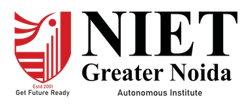 NIET
Greater Noida
Estd.2001
Get Future Ready
Autonomous Institute